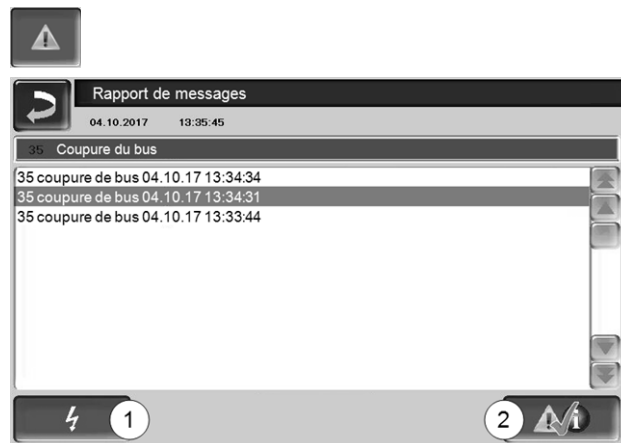 Rapport de messages
04.10.2017 13:35:45
35 Coupure du bus
35 coupure de bus 04.10.17 13:34:34
35 coupure de bus 04.10.17 13:34:31
35 coupure de bus 04.10.17 13:33:44
1
2